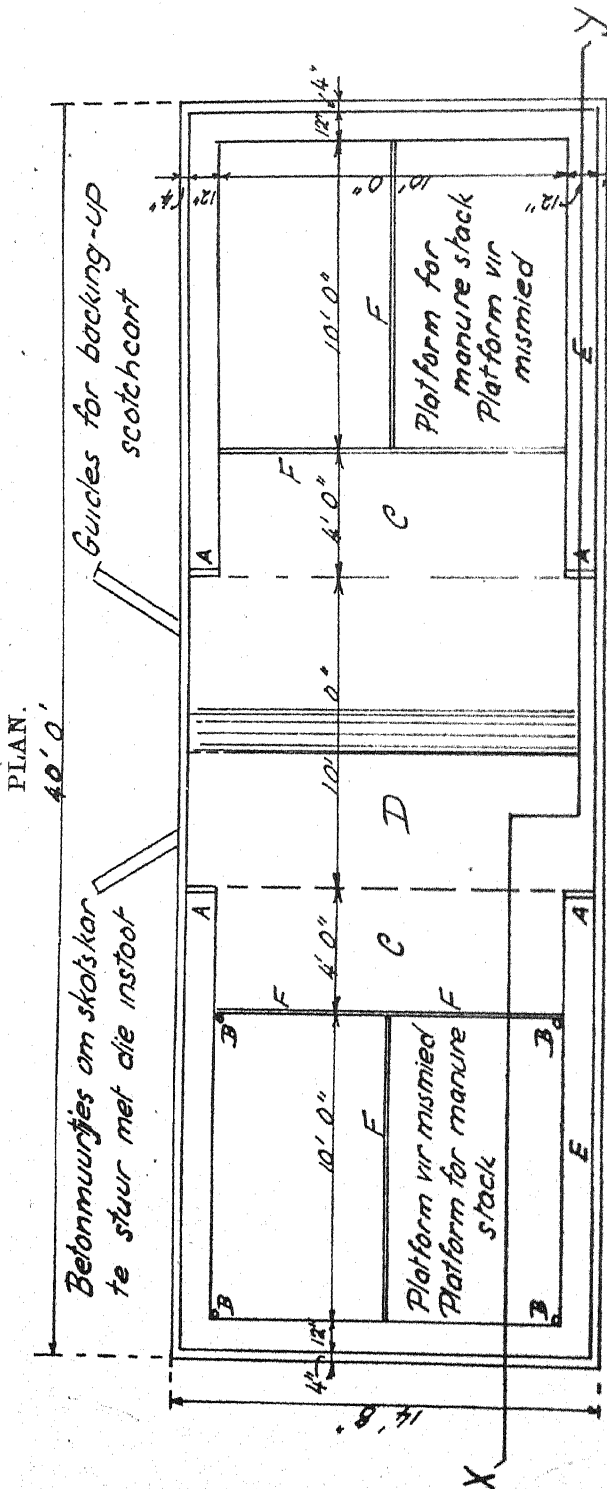 PLAN.
40' 0'
Betonmuurtjies om skotskar
te stuur met die instoot
Guides for backing-up
scotchcart
4"
12"
10' 0"
4' 0"
10' 0"
4' 0"
10' 0"
12"
4"
14' 8"
4"
12"
10' 0"
12"
A
A
A
A
B
B
B
B
C
C
D
E
E
F
F
F
F
F
Platform vir mismied
Platform for manure
stack
Platform for
manure stack
Platform vir
mismied
X
Y